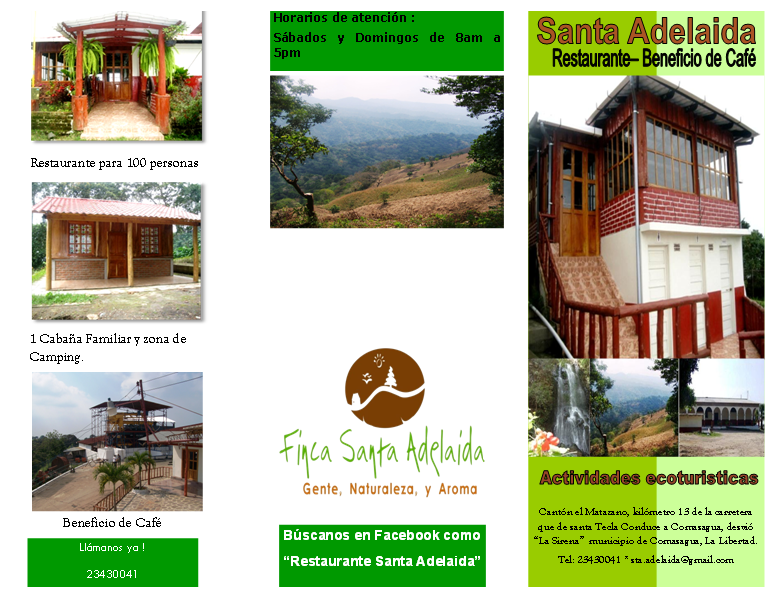 Restaurante para 100 personas
1 Cabaña Familiar y zona de
Camping.
Beneficio de Café
Llámanos ya !
23430041
Horarios de atención :
Sábados y Domingos de 8am a
5pm
Finca Santa Adelaida
Gente, Naturaleza, y Aroma
Búscanos en Facebook como
“Restaurante Santa Adelaida”
Santa Adelaida
Restaurante– Beneficio de Café
Actividades ecoturisticas
Cantón el Matazano, kilómetro 13 de la carretera
que de santa Tecla Conduce a Comasagua, desvió
“La Sirena” municipio de Comasagua, La Libertad.
Tel: 23430041 * sta.adelaida@gmail.com